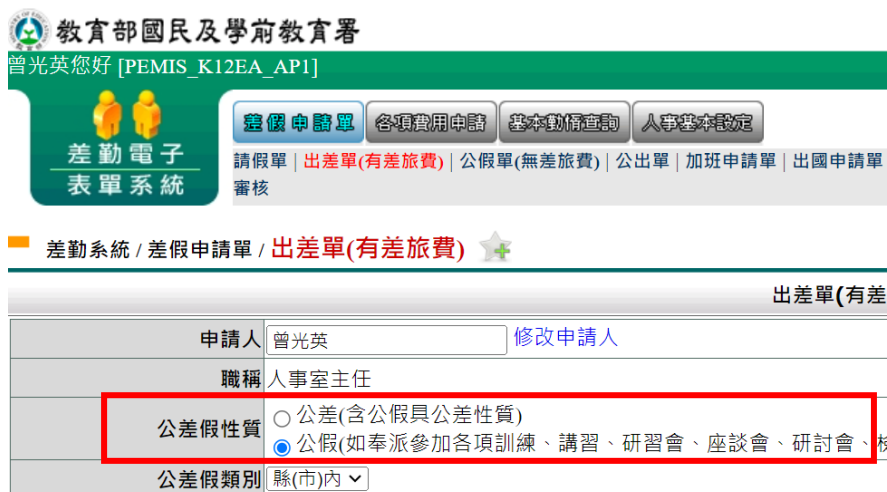 教育部國民及學前教育署
曾光英您好 [PEMIS_K12EA_AP1]
差勤電子
表單系統
差假申請單 各項費用申請 基本勤惰查詢 人事基本設定
請假單 | 出差單(有差旅費) | 公假單(無差旅費) | 公出單 | 加班申請單 | 出國申請單
審核
差勤系統 / 差假申請單 / 出差單(有差旅費)
出差單(有差
申請人 曾光英 修改申請人
職稱 人事室主任
公差假性質 公差(含公假具公差性質)
公假(如奉派參加各項訓練、講習、研習會、座談會、研討會、
公差假類別 縣(市)內